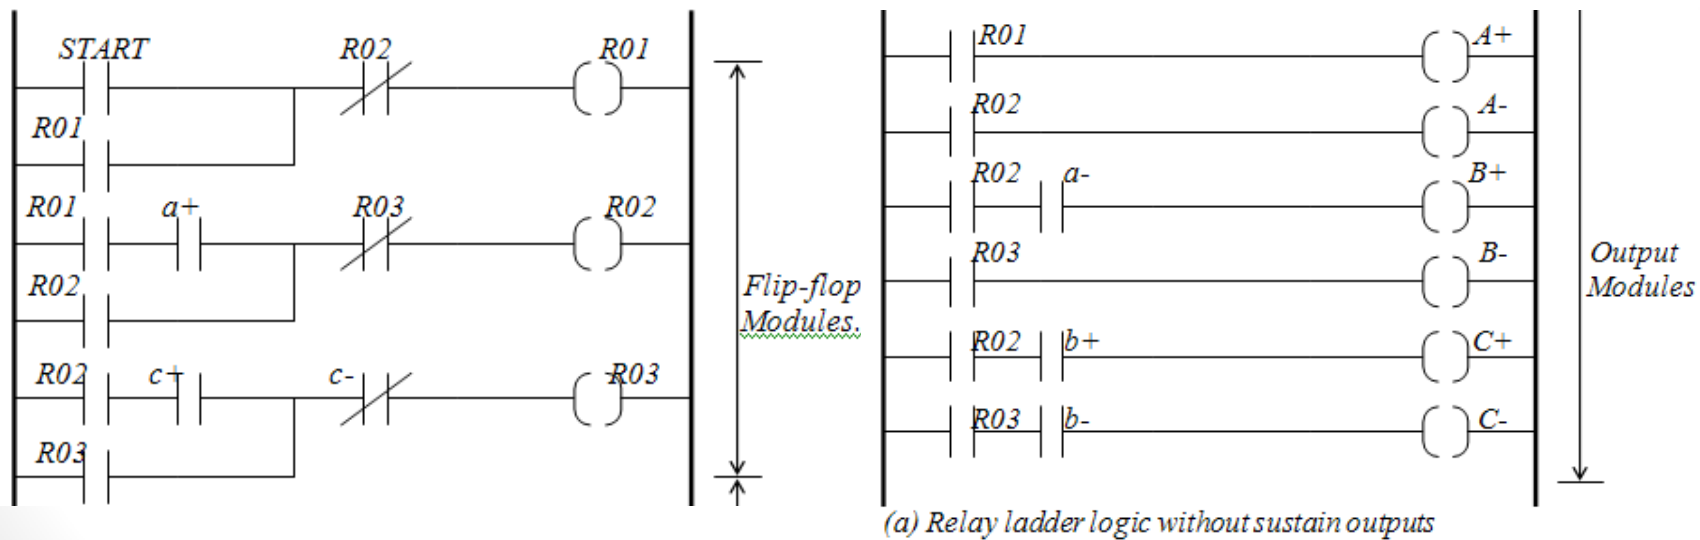 START R02 R01
R01
R01 a+ R03 R02
R02
R02 c+ c- R03
R03
Flip-flop
Modules.
R01 A+
R02 A-
R02 a- B+
R03 B-
R02 b+ C+
R03 b- C-
Output
Modules
(a) Relay ladder logic without sustain outputs